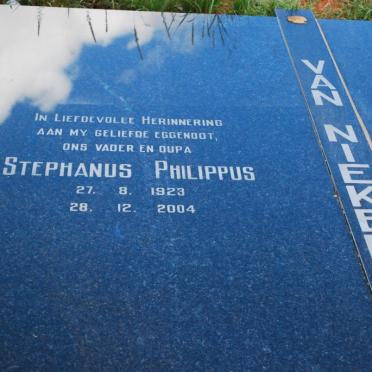 In Liefdevolle Herinnering
aan my geliefde eggenoot,
ons vader en oupa
Stephanus Philippus
27. 8. 1923
28. 12. 2004
VAN NIEKE